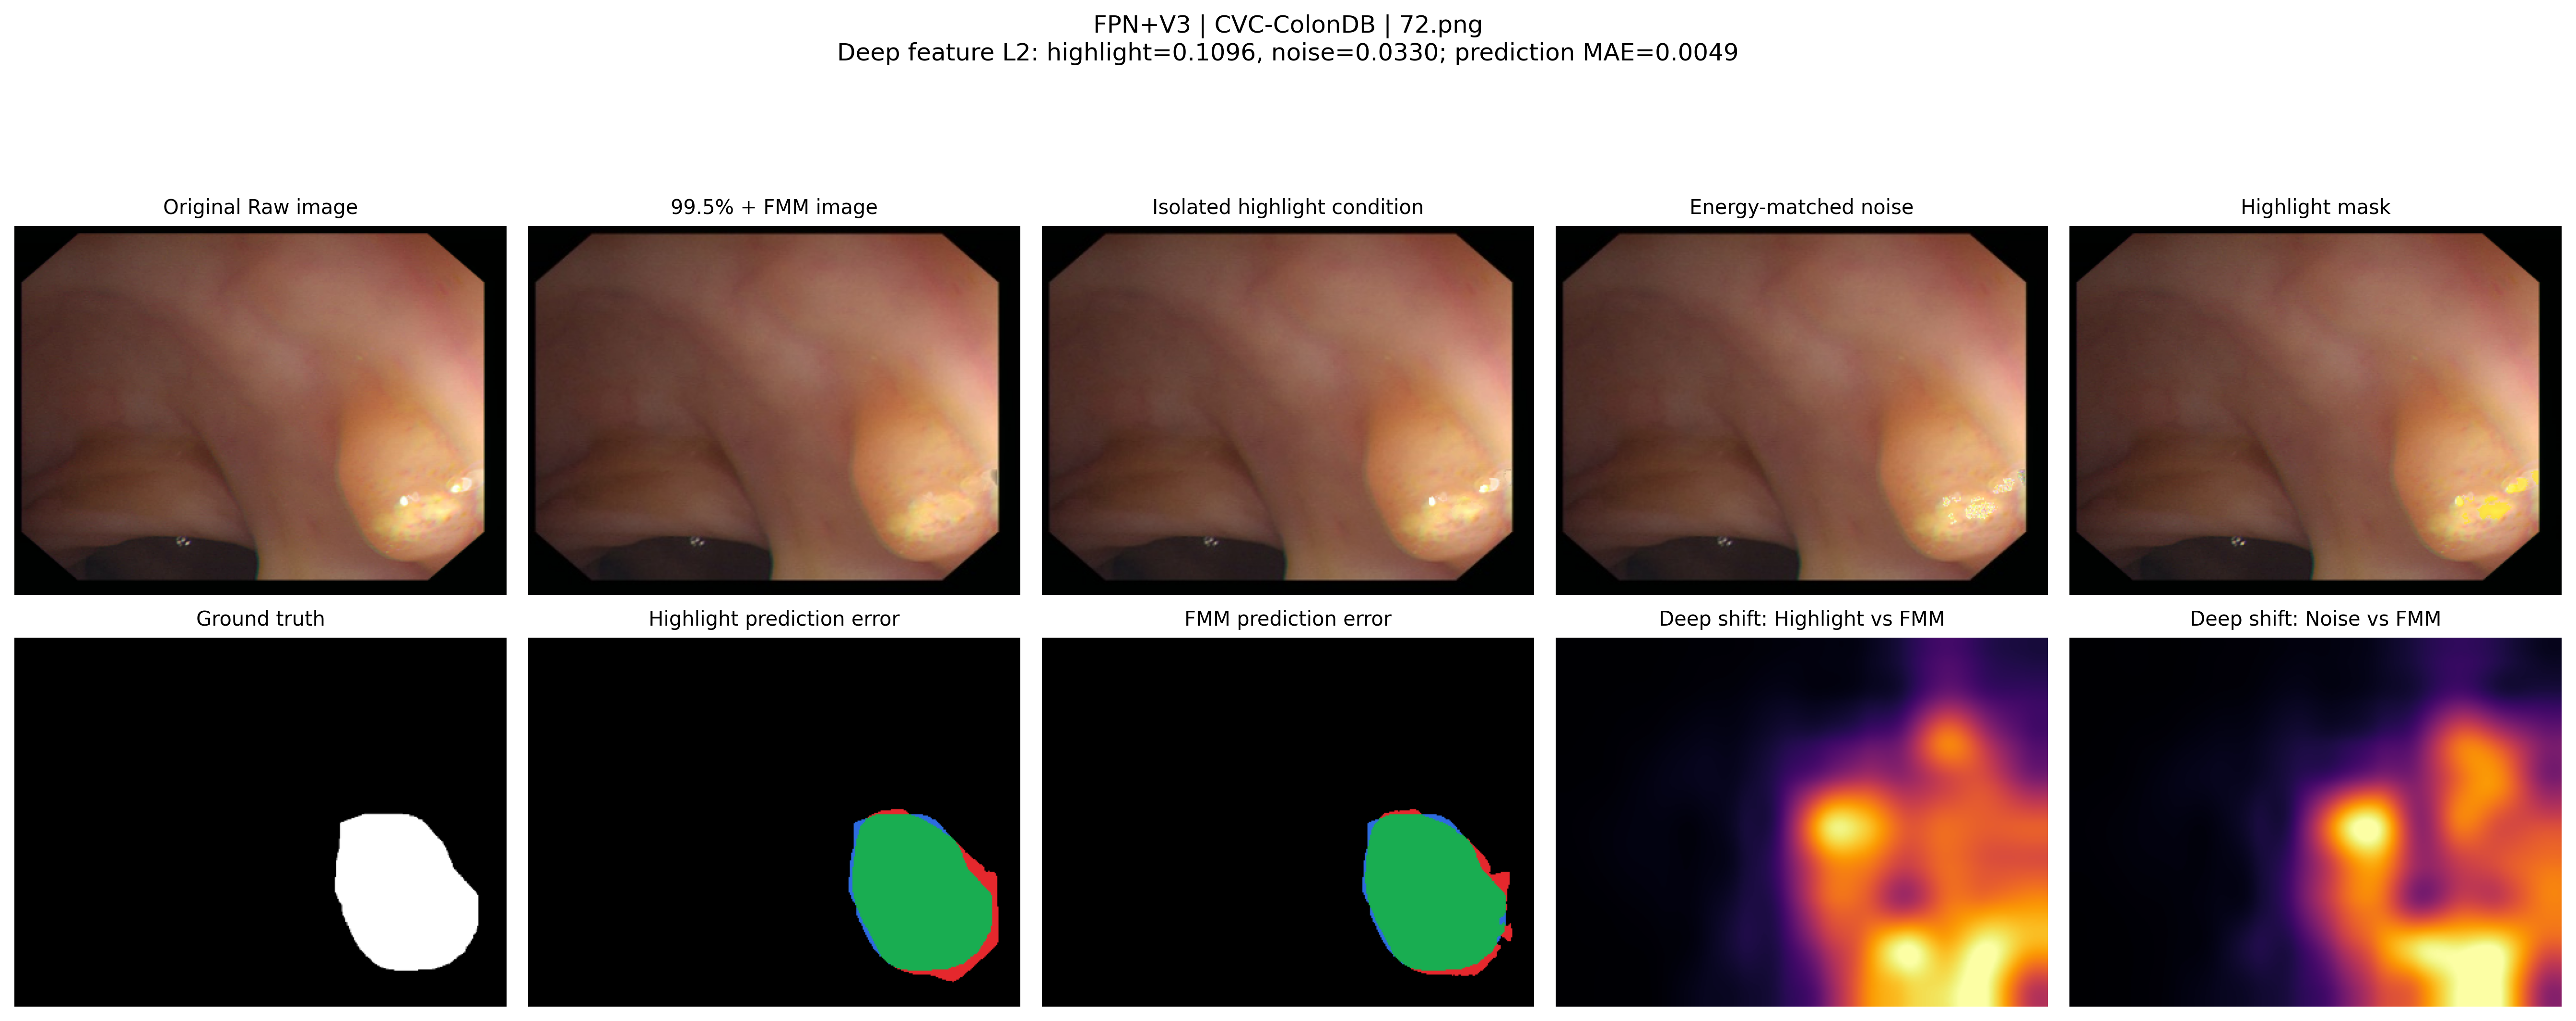 FPN+V3 | CVC-ColonDB | 72.png
Deep feature L2: highlight=0.1096, noise=0.0330; prediction MAE=0.0049
Original Raw image
99.5% + FMM image
Isolated highlight condition
Energy-matched noise
Highlight mask
Ground truth
Highlight prediction error
FMM prediction error
Deep shift: Highlight vs FMM
Deep shift: Noise vs FMM